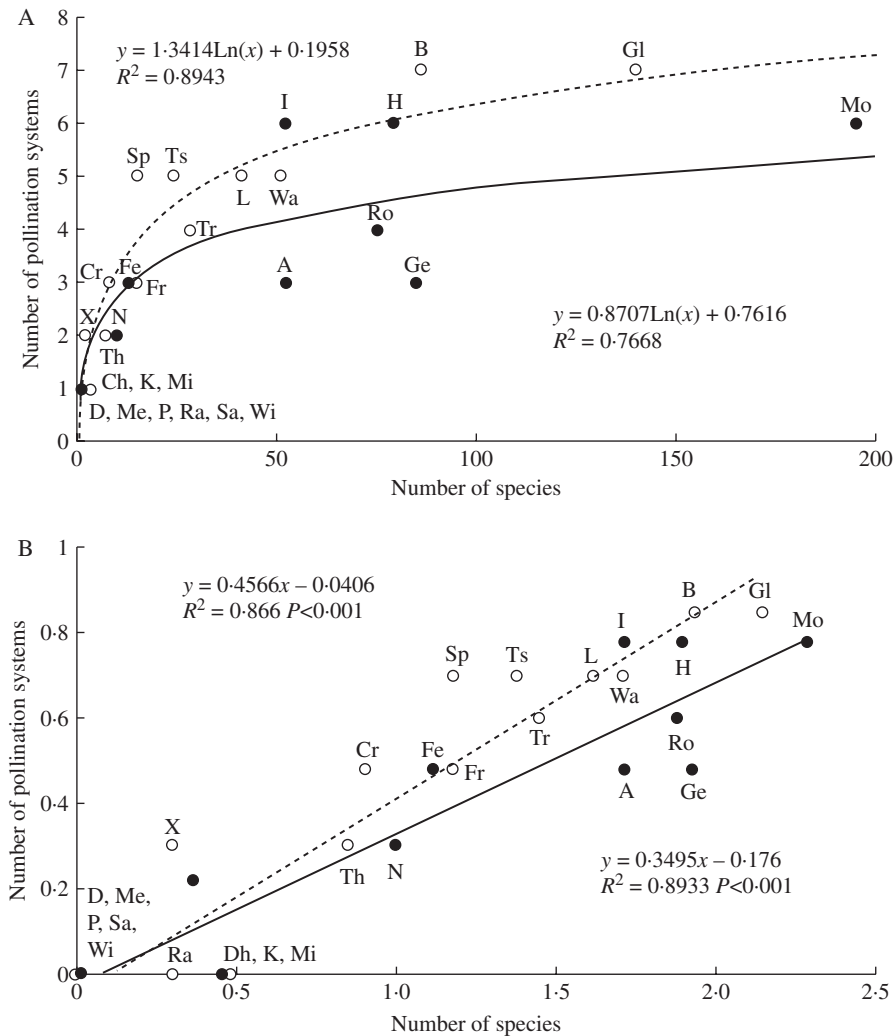 A
8
7
6
5
4
3
2
1
0
Number of pollination systems
y = 1·3414Ln(x) + 0·1958
R² = 0·8943
B
Gl
I
H
Mo
Sp
Ts
L
Wa
Ro
Tr
Cr
Fe
Fr
A
Ge
y = 0·8707Ln(x) + 0·7616
R² = 0·7668
X
N
Th
Ch, K, Mi
D, Me, P, Ra, Sa, Wi
0
50
100
150
200
Number of species
B
1
0·8
0·6
0·4
0·2
0
Number of pollination systems
y = 0·4566x – 0·0406
R² = 0·866 P<0·001
B
Gl
I
H
Mo
Sp
Ts
L
Wa
Tr
Ro
Cr
Fe
Fr
A
Ge
X
Th
N
y = 0·3495x – 0·176
R² = 0·8933 P<0·001
D, Me,
P, Sa,
Wi
Ra
Dh, K, Mi
0
0·5
1·0
1·5
2·0
2·5
Number of species